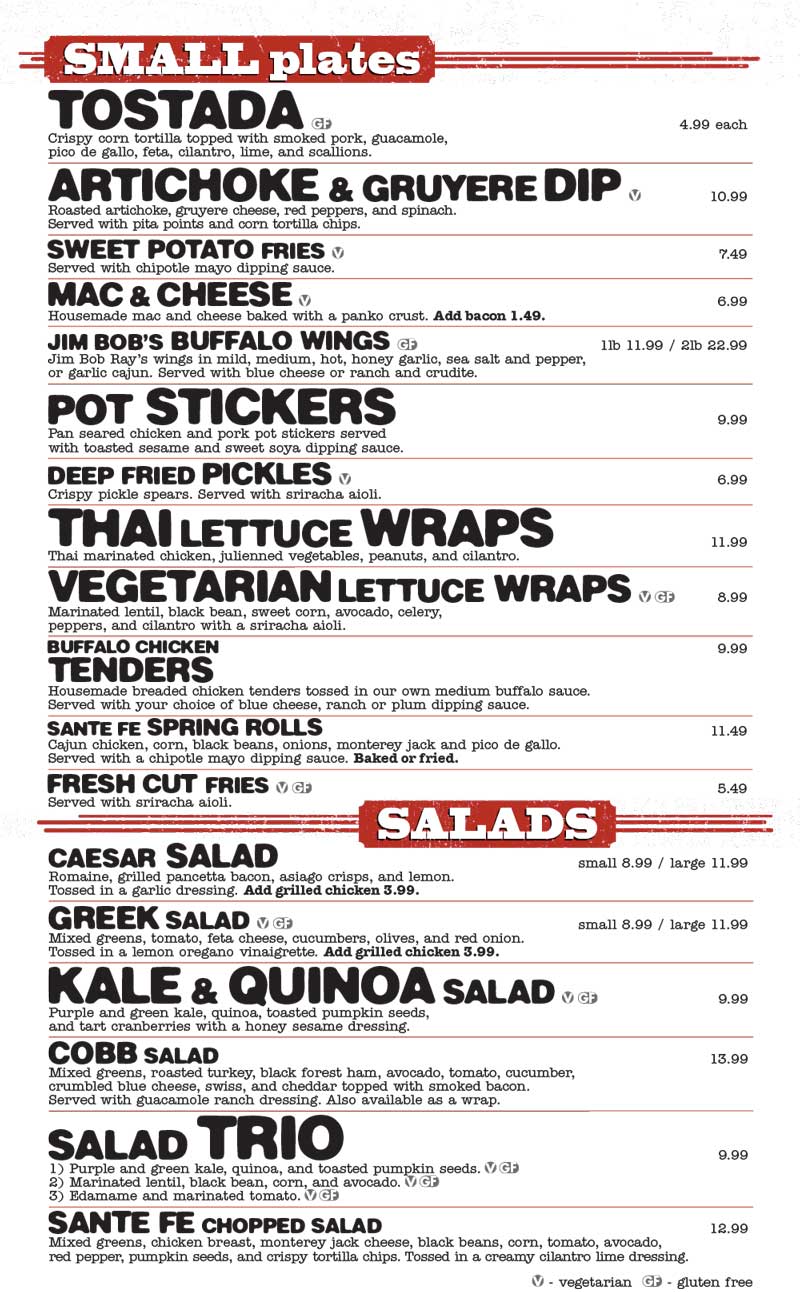 SMALL plates
TOSTADA GF
4.99 each
Crispy corn tortilla topped with smoked pork, guacamole,
pico de gallo, feta, cilantro, lime, and scallions.
ARTICHOKE & GRUYERE DIP V
10.99
Roasted artichoke, gruyere cheese, red peppers, and spinach.
Served with pita points and corn tortilla chips.
SWEET POTATO FRIES V
7.49
Served with chipotle mayo dipping sauce.
MAC & CHEESE V
6.99
Housemade mac and cheese baked with a panko crust. Add bacon 1.49.
JIM BOB'S BUFFALO WINGS GF
1lb 11.99 / 2lb 22.99
Jim Bob Ray's wings in mild, medium, hot, honey garlic, sea salt and pepper,
or garlic cajun. Served with blue cheese or ranch and crudite.
POT STICKERS
9.99
Pan seared chicken and pork pot stickers served
with toasted sesame and sweet soya dipping sauce.
DEEP FRIED PICKLES V
6.99
Crispy pickle spears. Served with sriracha aioli.
THAI LETTUCE WRAPS
11.99
Thai marinated chicken, julienned vegetables, peanuts, and cilantro.
VEGETARIAN LETTUCE WRAPS V GF
8.99
Marinated lentil, black bean, sweet corn, avocado, celery,
peppers, and cilantro with a sriracha aioli.
BUFFALO CHICKEN
9.99
TENDERS
Housemade breaded chicken tenders tossed in our own medium buffalo sauce.
Served with your choice of blue cheese, ranch or plum dipping sauce.
SANTE FE SPRING ROLLS
11.49
Cajun chicken, corn, black beans, onions, monterey jack and pico de gallo.
Served with a chipotle mayo dipping sauce. Baked or fried.
FRESH CUT FRIES V GF
5.49
Served with sriracha aioli.
SALADS
CAESAR SALAD
small 8.99 / large 11.99
Romaine, grilled pancetta bacon, asiago crisps, and lemon.
Tossed in a garlic dressing. Add grilled chicken 3.99.
GREEK SALAD V GF
small 8.99 / large 11.99
Mixed greens, tomato, feta cheese, cucumbers, olives, and red onion.
Tossed in a lemon oregano vinaigrette. Add grilled chicken 3.99.
KALE & QUINOA SALAD V GF
9.99
Purple and green kale, quinoa, toasted pumpkin seeds,
and tart cranberries with a honey sesame dressing.
COBB SALAD
13.99
Mixed greens, roasted turkey, black forest ham, avocado, tomato, cucumber,
crumbled blue cheese, swiss, and cheddar topped with smoked bacon.
Served with guacamole ranch dressing. Also available as a wrap.
SALAD TRIO
9.99
1) Purple and green kale, quinoa, and toasted pumpkin seeds. V GF
2) Marinated lentil, black bean, corn, and avocado. V GF
3) Edamame and marinated tomato. V GF
SANTE FE CHOPPED SALAD
12.99
Mixed greens, chicken breast, monterey jack cheese, black beans, corn, tomato, avocado,
red pepper, pumpkin seeds, and crispy tortilla chips. Tossed in a creamy cilantro lime dressing.
V - vegetarian GF - gluten free